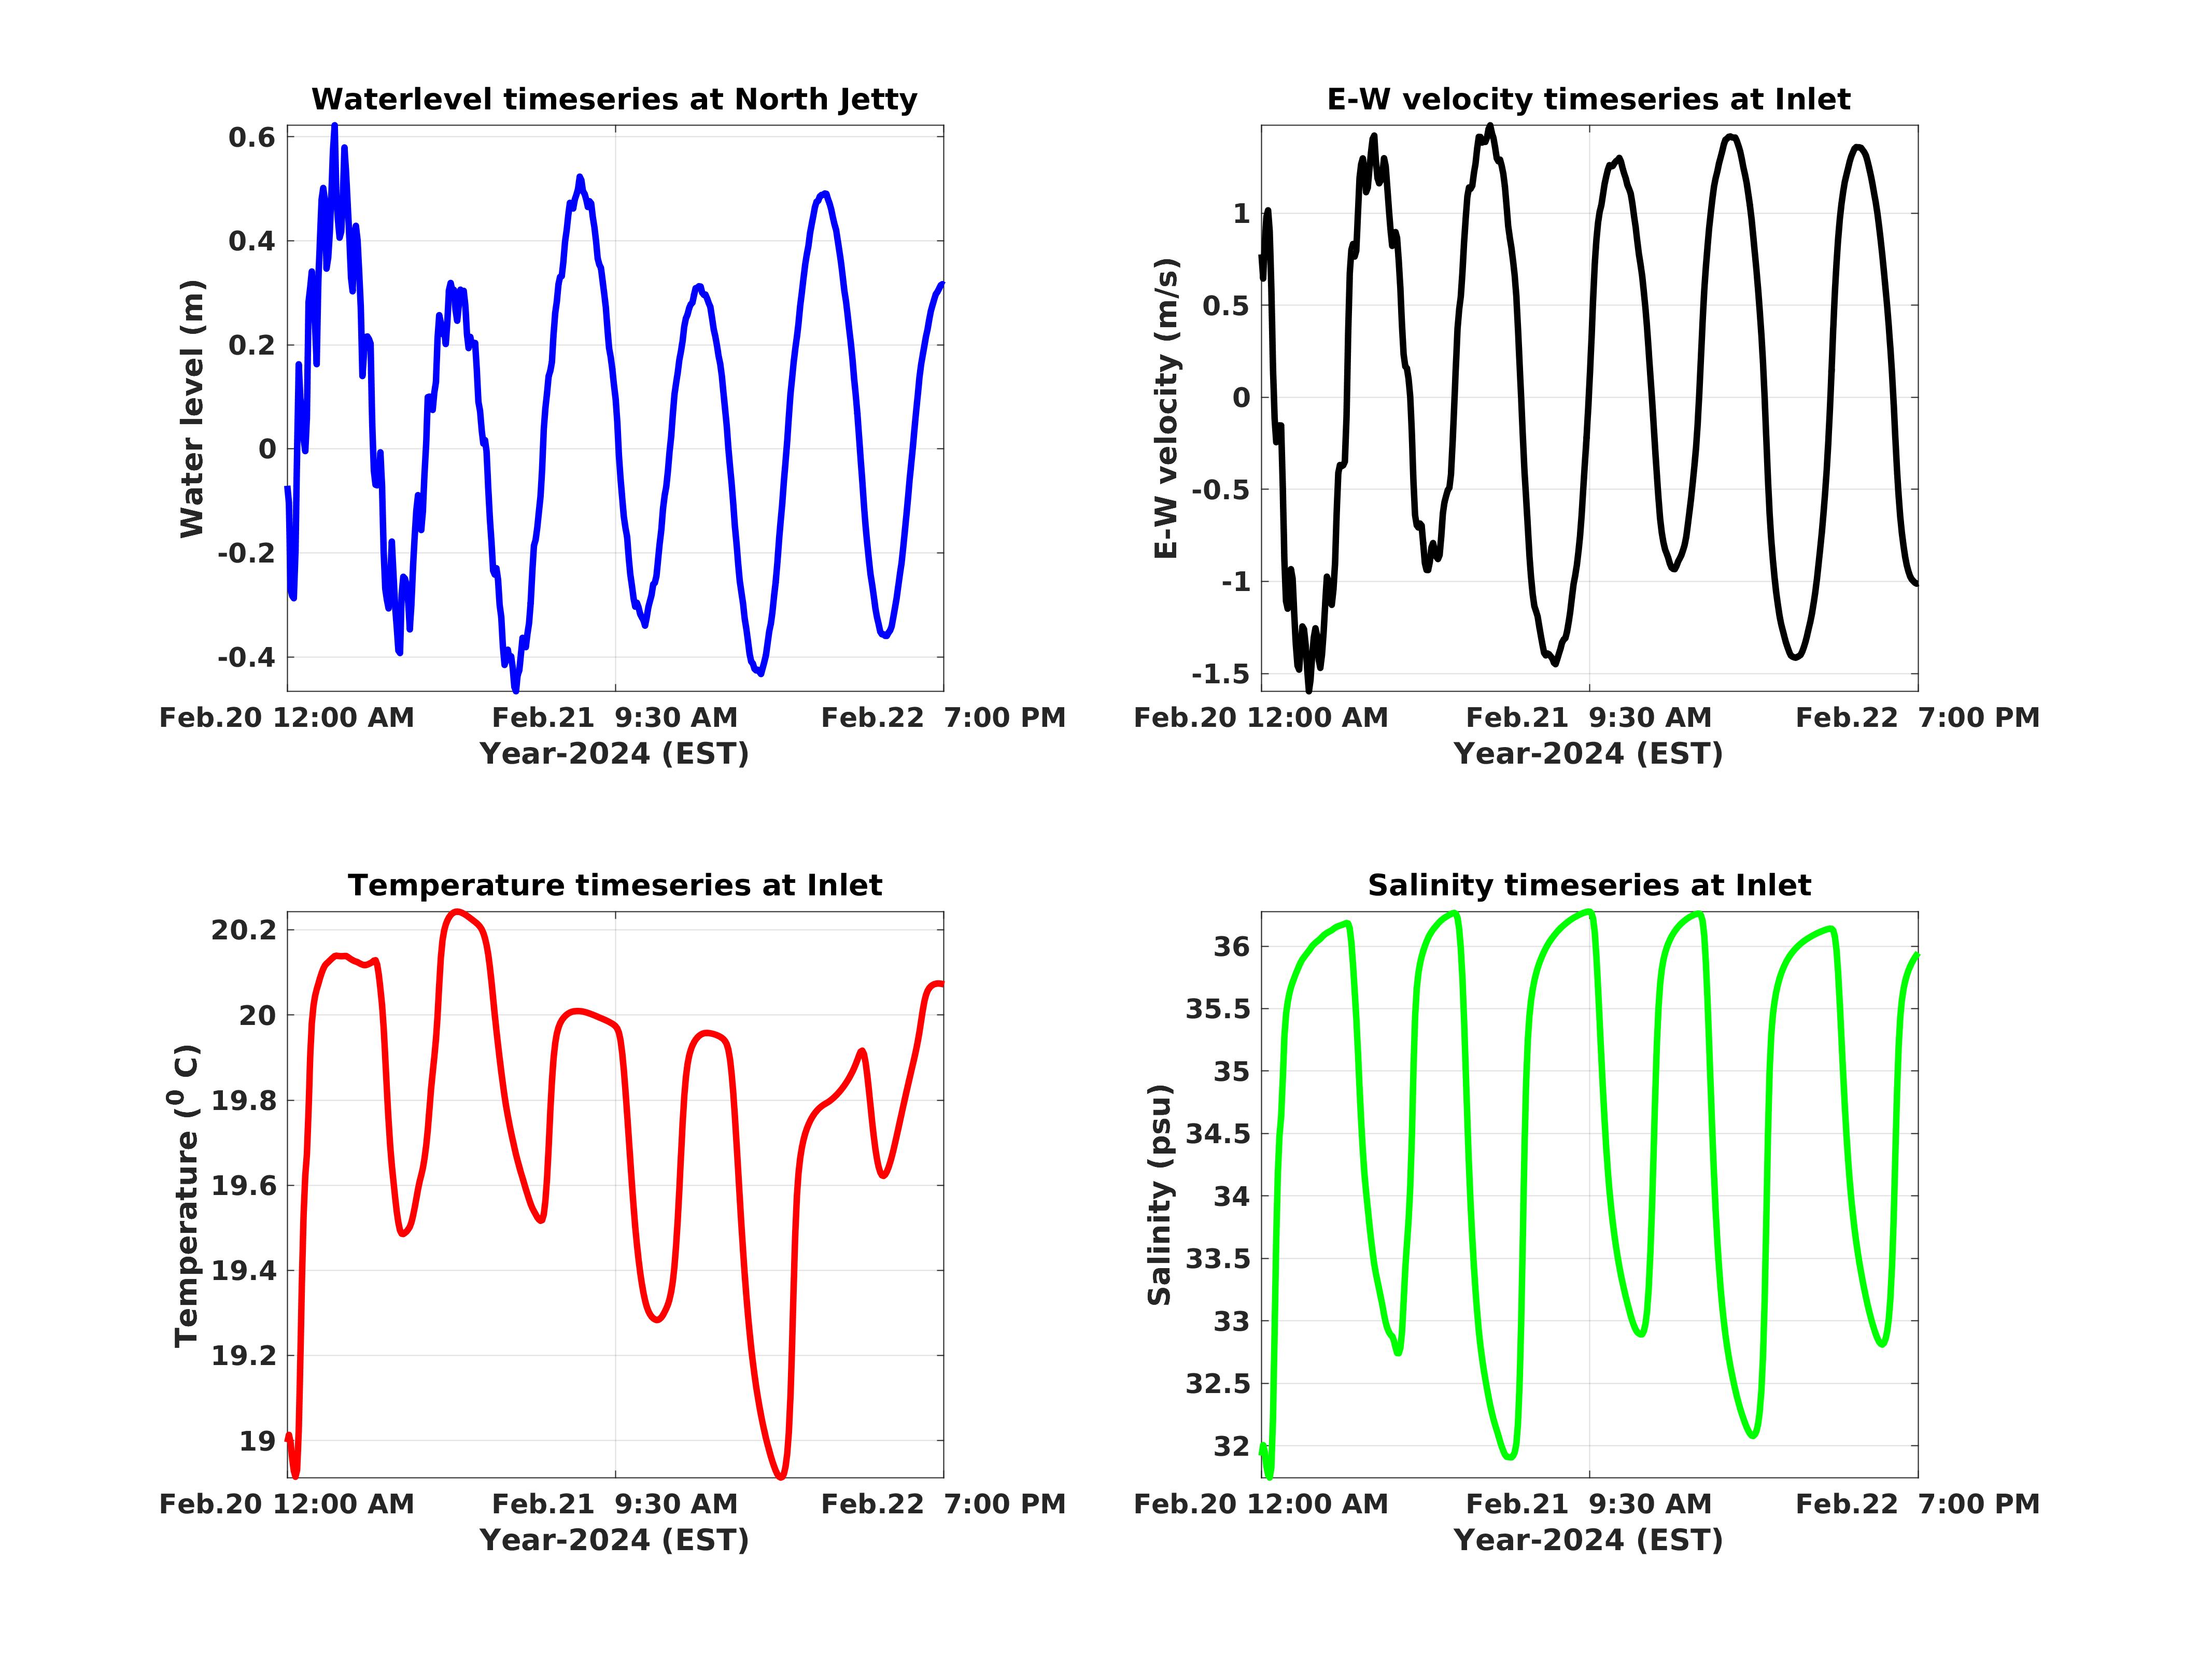 Waterlevel timeseries at North Jetty
0.6
0.4
0.2
0
-0.2
-0.4
Water level (m)
Feb.20 12:00 AM Feb.21 9:30 AM Feb.22 7:00 PM
Year-2024 (EST)
E-W velocity timeseries at Inlet
1
0.5
0
-0.5
-1
-1.5
E-W velocity (m/s)
Feb.20 12:00 AM Feb.21 9:30 AM Feb.22 7:00 PM
Year-2024 (EST)
Temperature timeseries at Inlet
20.2
20
19.8
19.6
19.4
19.2
19
Temperature (⁰ C)
Feb.20 12:00 AM Feb.21 9:30 AM Feb.22 7:00 PM
Year-2024 (EST)
Salinity timeseries at Inlet
36
35.5
35
34.5
34
33.5
33
32.5
32
Salinity (psu)
Feb.20 12:00 AM Feb.21 9:30 AM Feb.22 7:00 PM
Year-2024 (EST)